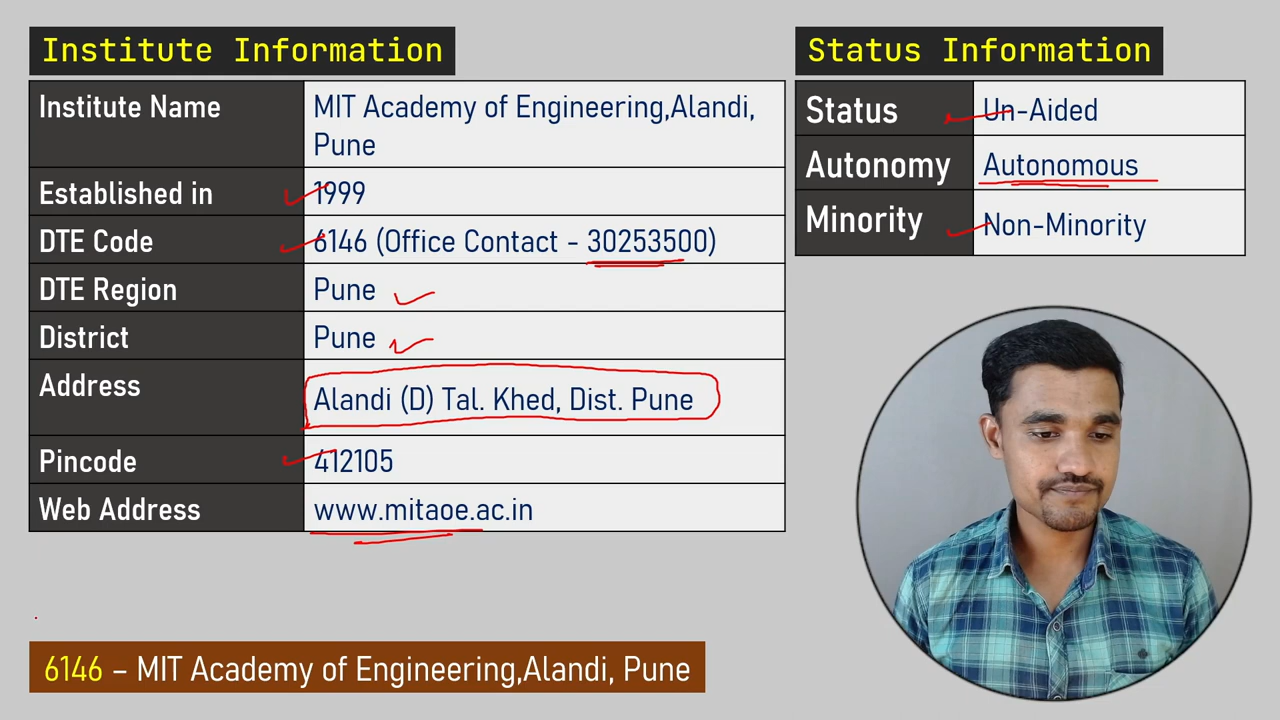 Institute Information
Institute Name
MIT Academy of Engineering,Alandi,
Pune
Established in
1999
DTE Code
6146 (Office Contact - 30253500)
DTE Region
Pune
District
Pune
Address
Alandi (D) Tal. Khed, Dist. Pune
Pincode
412105
Web Address
www.mitaoe.ac.in
Status Information
Status
Un-Aided
Autonomy
Autonomous
Minority
Non-Minority
6146 – MIT Academy of Engineering,Alandi, Pune